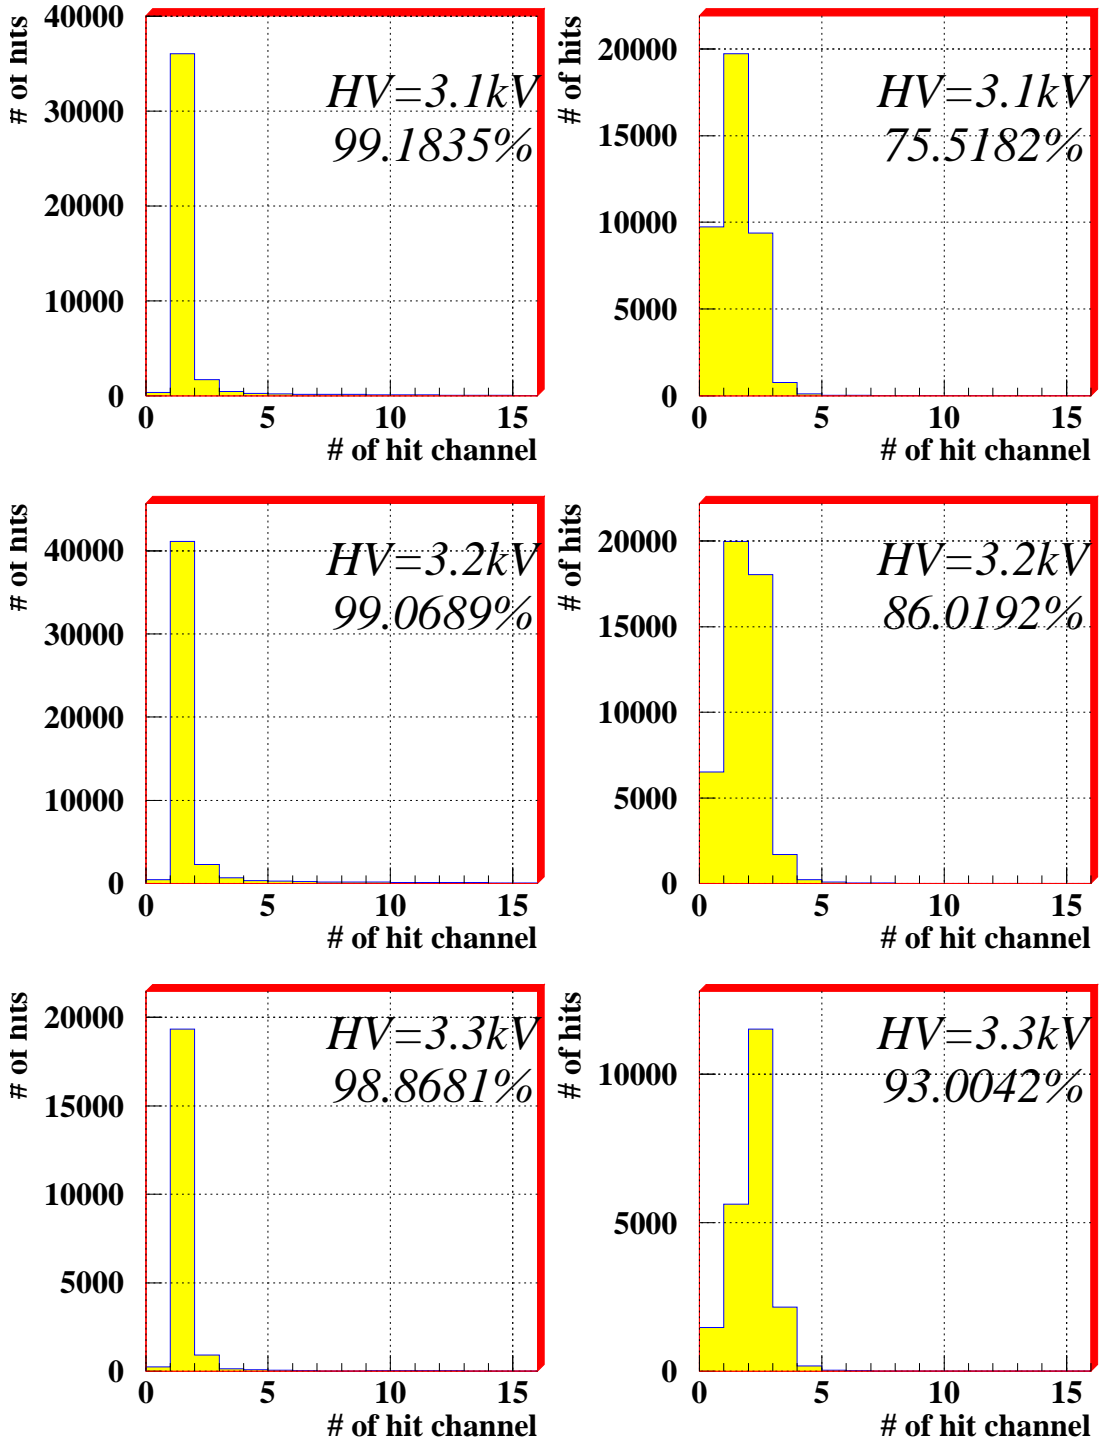 # of hits
40000
30000
20000
10000
0
HV=3.1kV
99.1835%
0 5 10 15
# of hit channel
# of hits
20000
15000
10000
5000
0
HV=3.1kV
75.5182%
0 5 10 15
# of hit channel
# of hits
40000
30000
20000
10000
0
HV=3.2kV
99.0689%
0 5 10 15
# of hit channel
# of hits
20000
15000
10000
5000
0
HV=3.2kV
86.0192%
0 5 10 15
# of hit channel
# of hits
20000
15000
10000
5000
0
HV=3.3kV
98.8681%
0 5 10 15
# of hit channel
# of hits
10000
5000
0
HV=3.3kV
93.0042%
0 5 10 15
# of hit channel